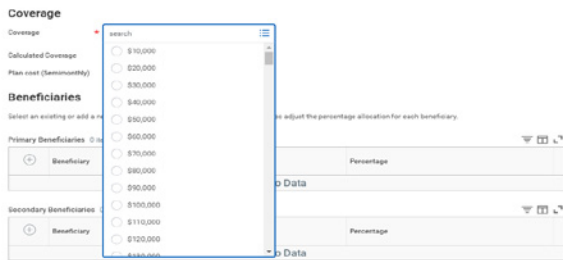 Coverage
Coverage * search
$10,000
Calculated Coverage
$20,000
Plan cost (Semimonthly)
$30,000
$40,000
Beneficiaries
$50,000
Select an existing or add a adjust the percentage allocation for each beneficiary.
$60,000
Primary Beneficiaries 0
$70,000
Beneficiary Percentage
$80,000
$90,000
Data
$100,000
Secondary Beneficiaries
$110,000
Beneficiary Percentage
$120,000
Data